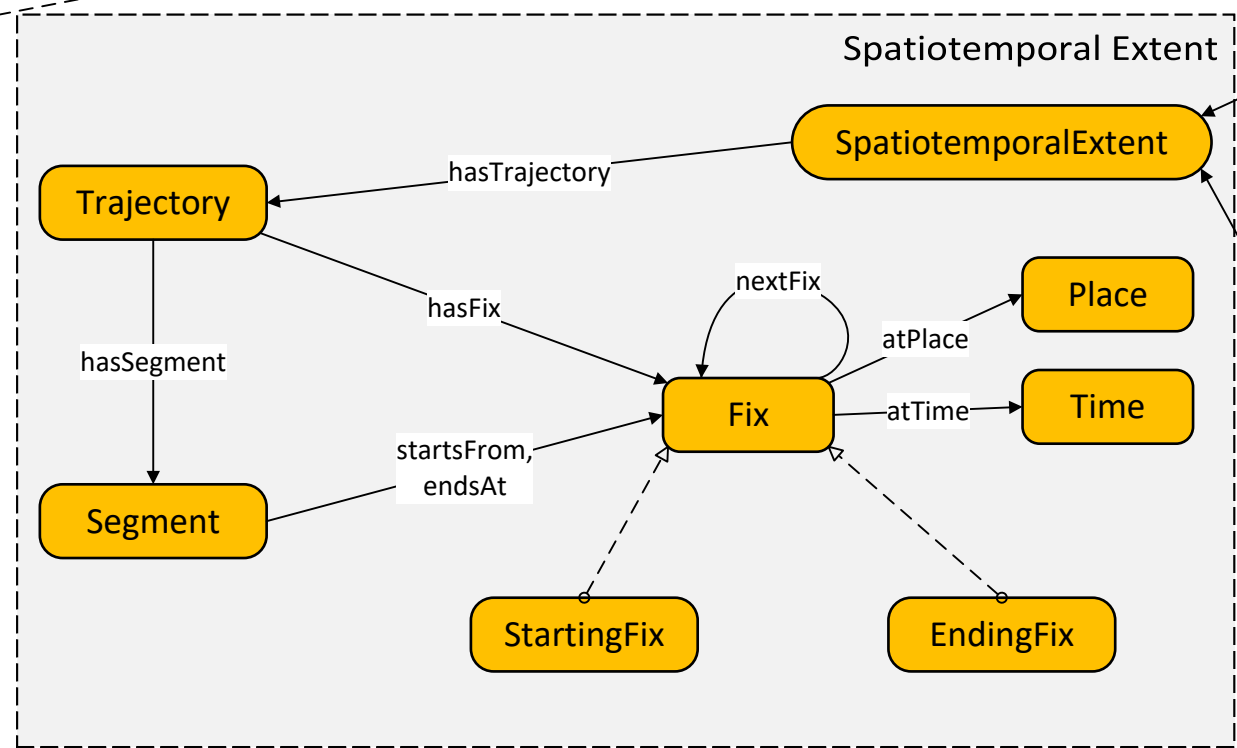 Spatiotemporal Extent
SpatiotemporalExtent
hasTrajectory
Trajectory
nextFix
Place
hasFix
atPlace
hasSegment
Fix
atTime
Time
startsFrom,
endsAt
Segment
StartingFix
EndingFix